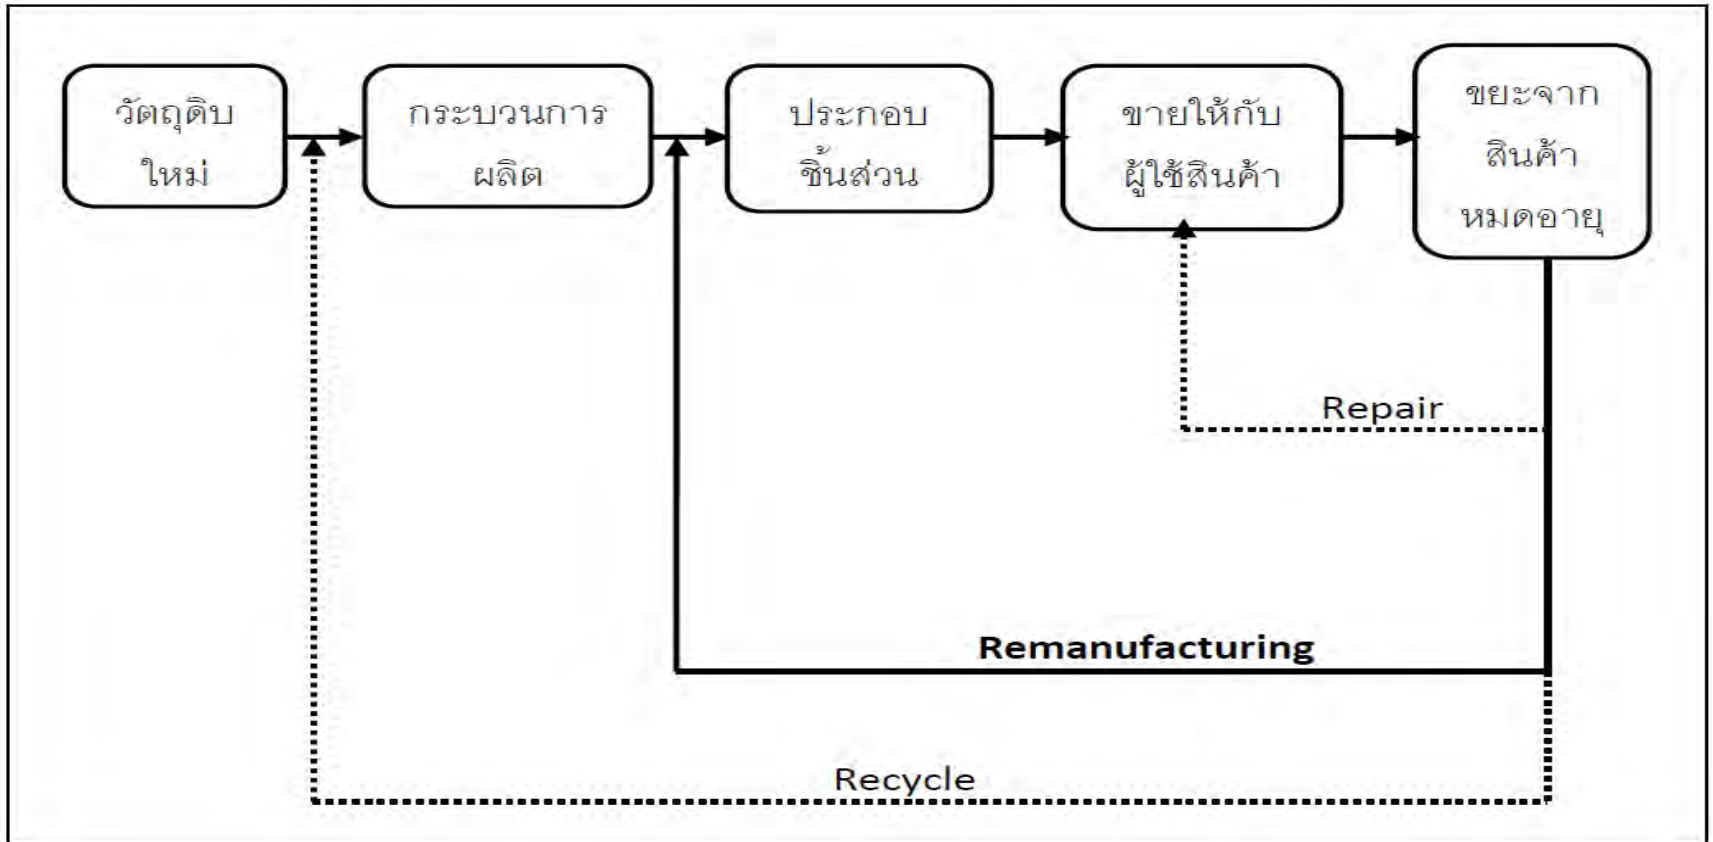 วัตถุดิบ
ใหม่
กระบวนการ
ผลิต
ประกอบ
ชิ้นส่วน
ขายให้กับ
ผู้ใช้สินค้า
ขยะจาก
สินค้า
หมดอายุ
Repair
Remanufacturing
Recycle